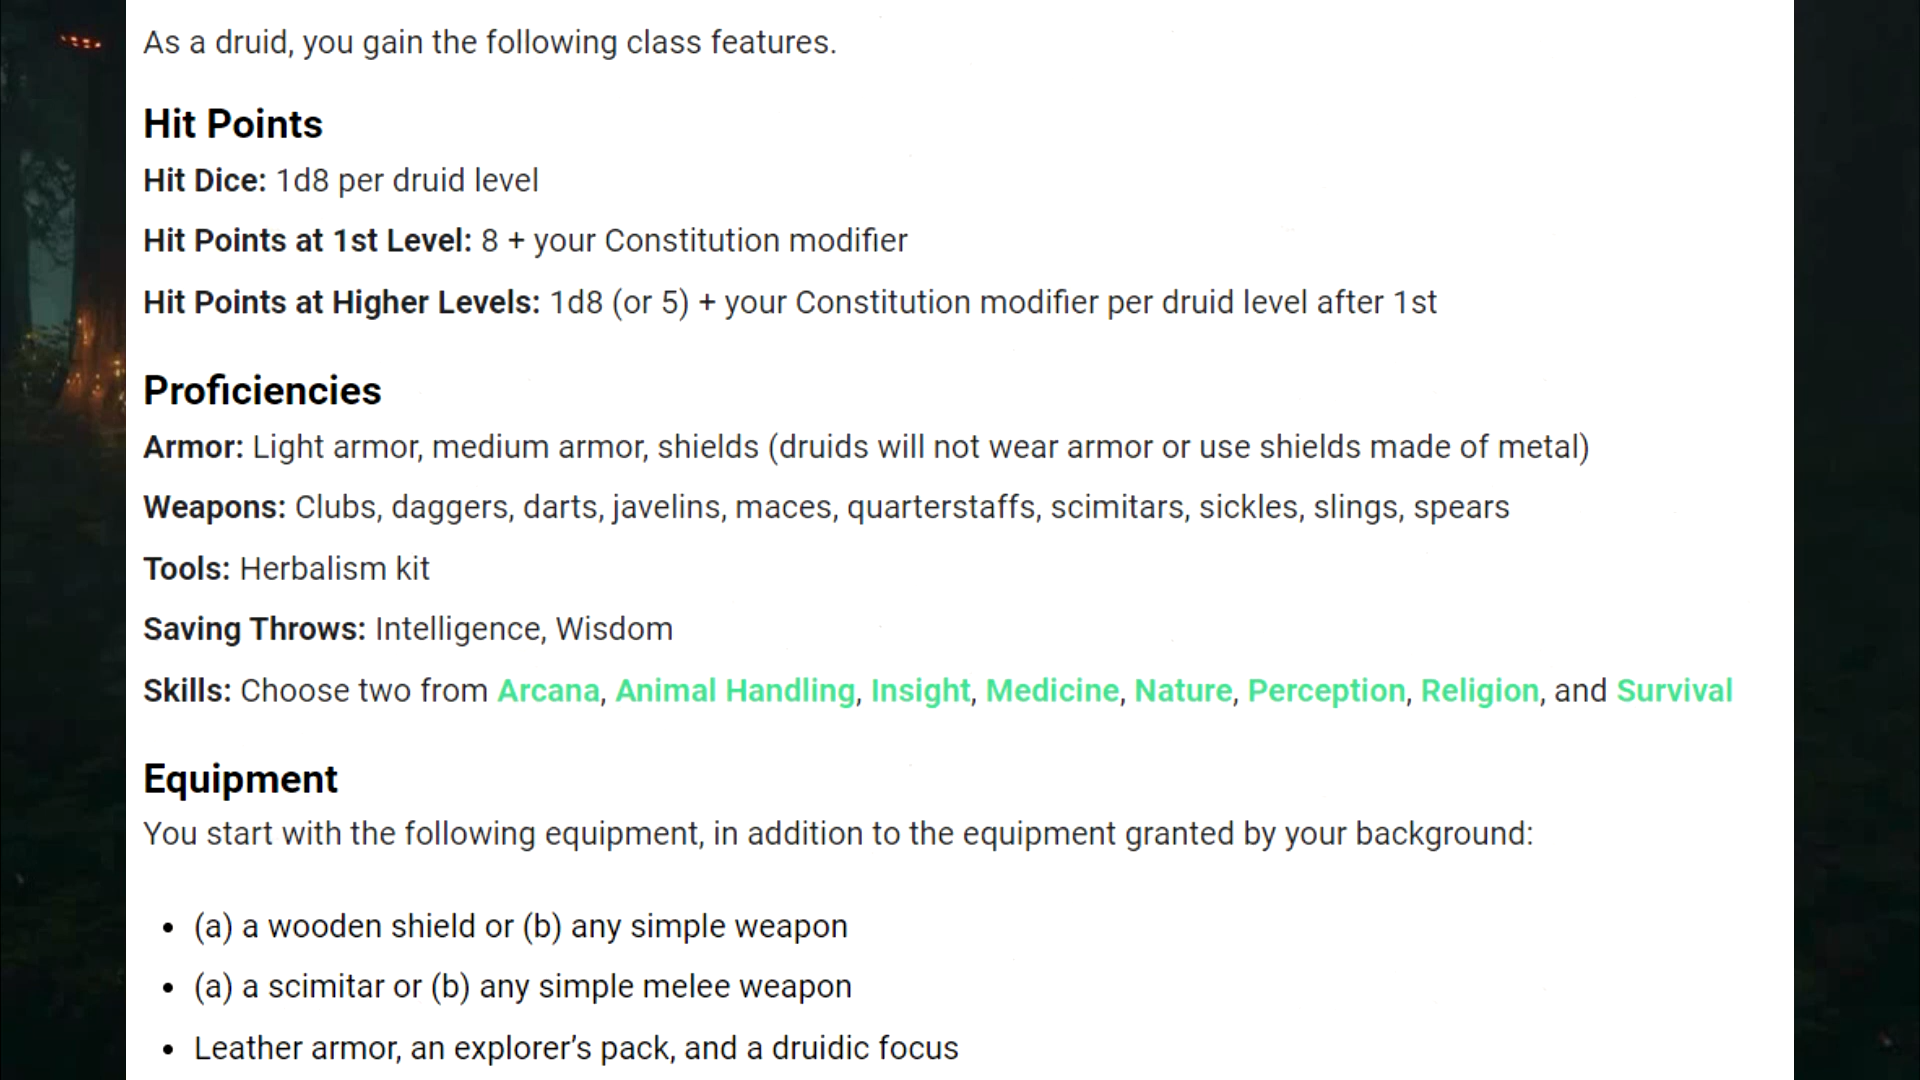 As a druid, you gain the following class features.
Hit Points
Hit Dice: 1d8 per druid level
Hit Points at 1st Level: 8 + your Constitution modifier
Hit Points at Higher Levels: 1d8 (or 5) + your Constitution modifier per druid level after 1st
Proficiencies
Armor: Light armor, medium armor, shields (druids will not wear armor or use shields made of metal)
Weapons: Clubs, daggers, darts, javelins, maces, quarterstaffs, scimitars, sickles, slings, spears
Tools: Herbalism kit
Saving Throws: Intelligence, Wisdom
Skills: Choose two from Arcana, Animal Handling, Insight, Medicine, Nature, Perception, Religion, and Survival
Equipment
You start with the following equipment, in addition to the equipment granted by your background:
• (a) a wooden shield or (b) any simple weapon
• (a) a scimitar or (b) any simple melee weapon
• Leather armor, an explorer’s pack, and a druidic focus